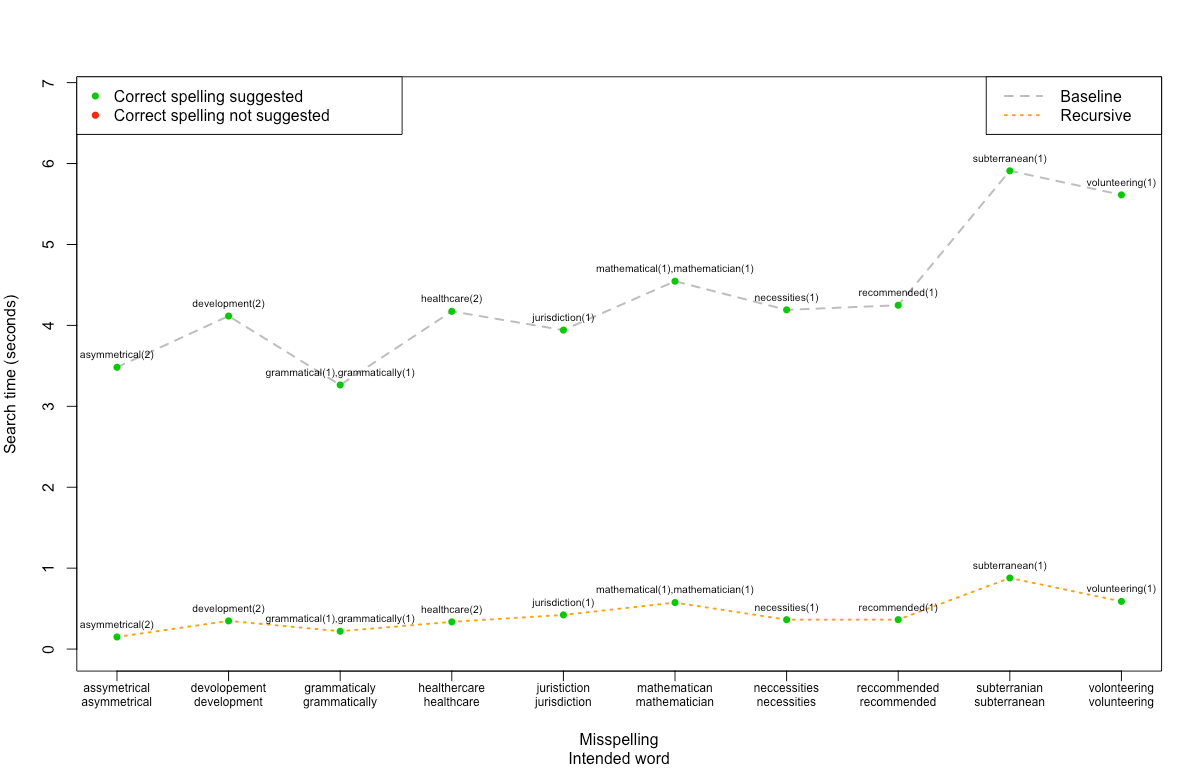 Correct spelling suggested
Correct spelling not suggested
Baseline
Recursive
Search time (seconds)
7
6
5
4
3
2
1
0
asymmetrical(2)
development(2)
grammatical(1),grammatically(1)
healthcare(2)
jurisdiction(1)
mathematical(1),mathematician(1)
necessities(1)
recommended(1)
subterranean(1)
volunteering(1)
asymmetrical(2)
development(2)
grammatical(1),grammatically(1)
healthcare(2)
jurisdiction(1)
mathematical(1),mathematician(1)
necessities(1)
recommended(1)
subterranean(1)
volunteering(1)
assymetrical
asymmetrical
devolopement
development
grammaticaly
grammatically
healthercare
healthcare
juristiction
jurisdiction
mathematican
mathematician
neccessities
necessities
reccommended
recommended
subterranian
subterranean
volonteering
volunteering
Misspelling
Intended word